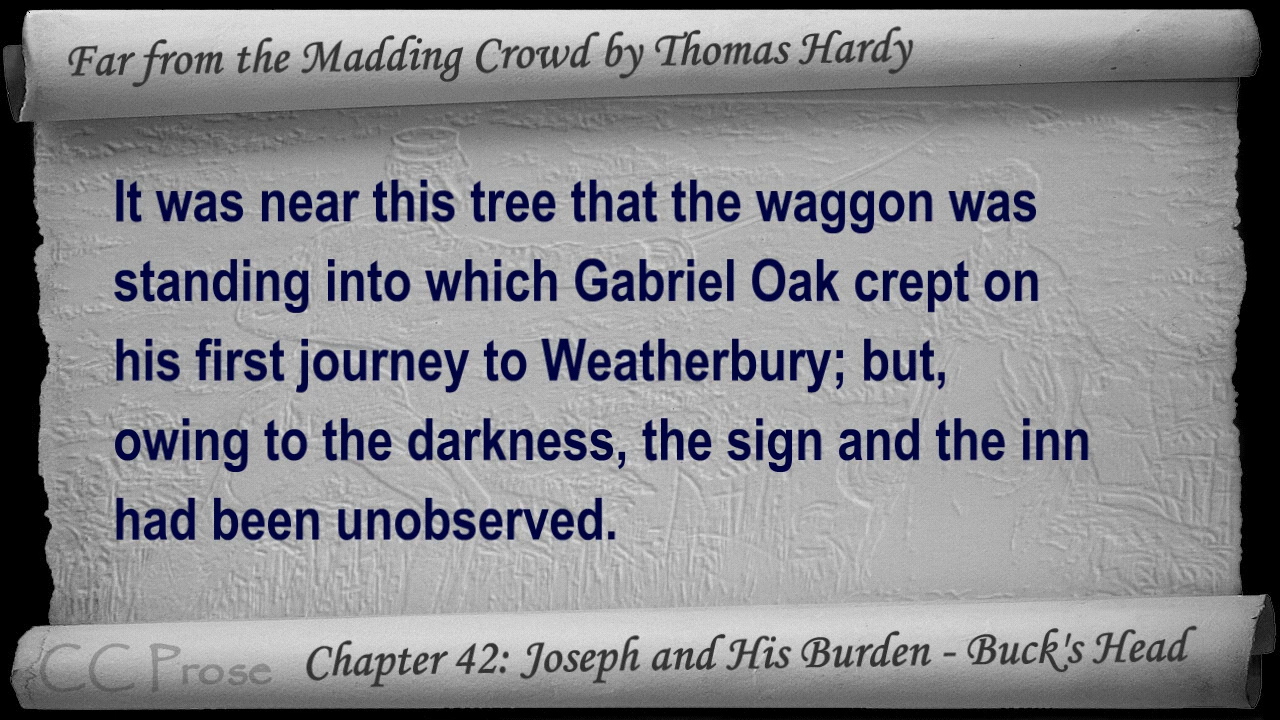 Far from the Madding Crowd by Thomas Hardy
It was near this tree that the waggon was
standing into which Gabriel Oak crept on
his first journey to Weatherbury; but,
owing to the darkness, the sign and the inn
had been unobserved.
CC Prose
Chapter 42: Joseph and His Burden - Buck's Head